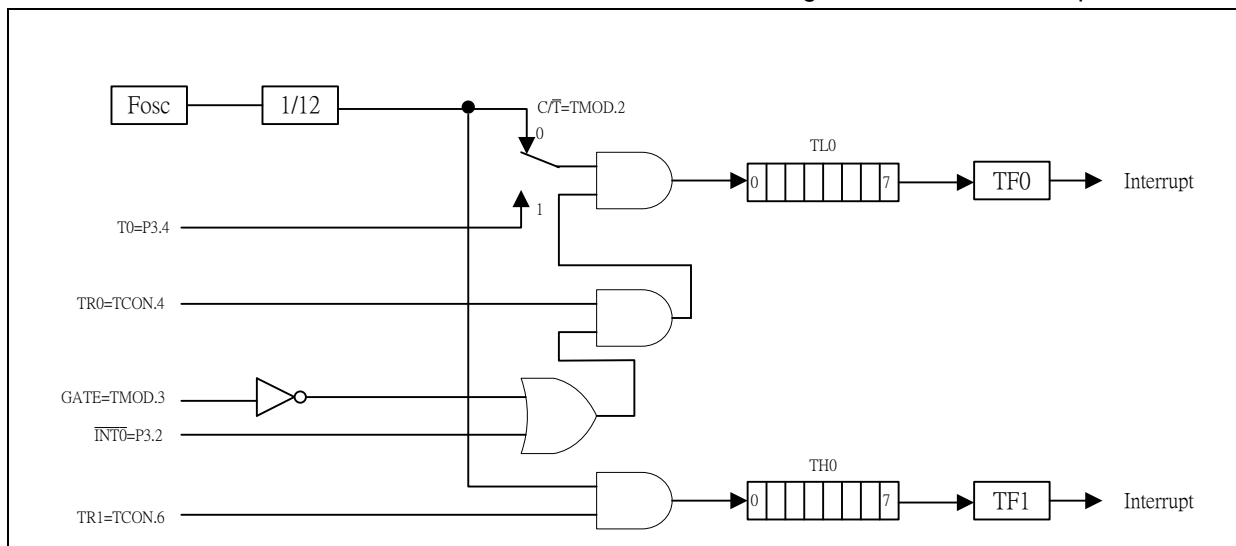 Fosc
1/12
C/T̅=TMOD.2
0
TL0
0 7
TF0
Interrupt
1
T0=P3.4
TR0=TCON.4
GATE=TMOD.3
I̅N̅T̅0̅=P3.2
TH0
0 7
TF1
Interrupt
TR1=TCON.6